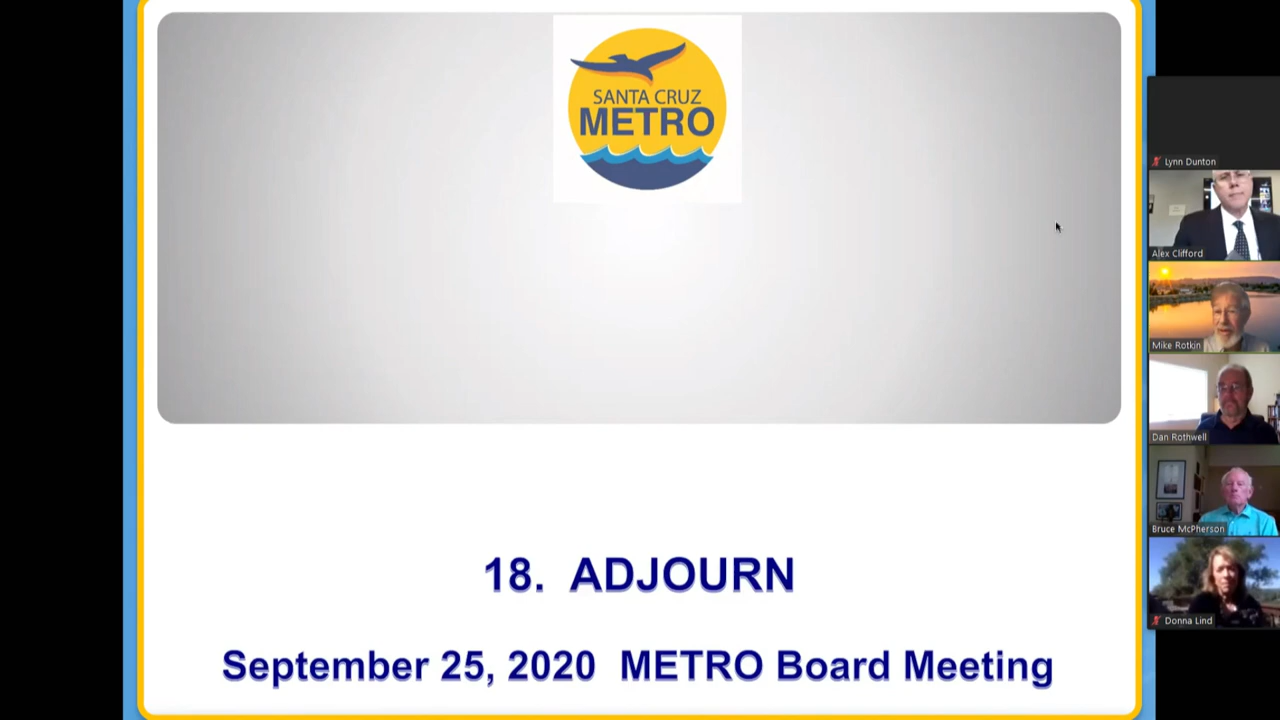 SANTA CRUZ
METRO
18. ADJOURN
September 25, 2020 METRO Board Meeting
Lynn Dunton
Alex Clifford
Mike Rotkin
Dan Rothwell
Bruce McPherson
Donna Lind